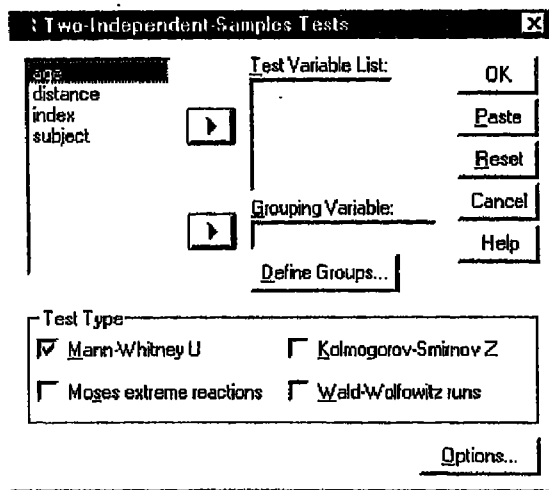 Two-Independent-Samples Tests
age
distance
index
subject
Test Variable List:
Grouping Variable:
Define Groups...
OK
Paste
Reset
Cancel
Help
Test Type
Mann-Whitney U
Kolmogorov-Smirnov Z
Moses extreme reactions
Wald-Wolfowitz runs
Options...